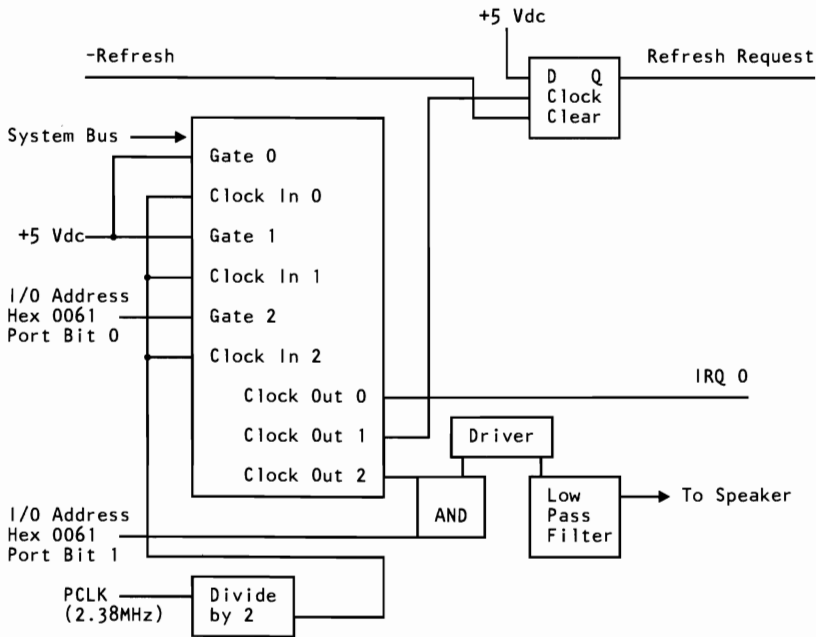 +5 Vdc
-Refresh
D Q
Refresh Request
Clock
Clear
System Bus
Gate 0
Clock In 0
+5 Vdc
Gate 1
Clock In 1
I/O Address
Hex 0061
Port Bit 0
Gate 2
Clock In 2
Clock Out 0
IRQ 0
Clock Out 1
Driver
Clock Out 2
AND
Low
Pass
Filter
To Speaker
I/O Address
Hex 0061
Port Bit 1
PCLK
(2.38MHz)
Divide
by 2